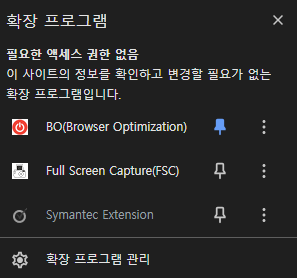 확장 프로그램
필요한 액세스 권한 없음
이 사이트의 정보를 확인하고 변경할 필요가 없는
확장 프로그램입니다.
BO(Browser Optimization)
Full Screen Capture(FSC)
Symantec Extension
확장 프로그램 관리